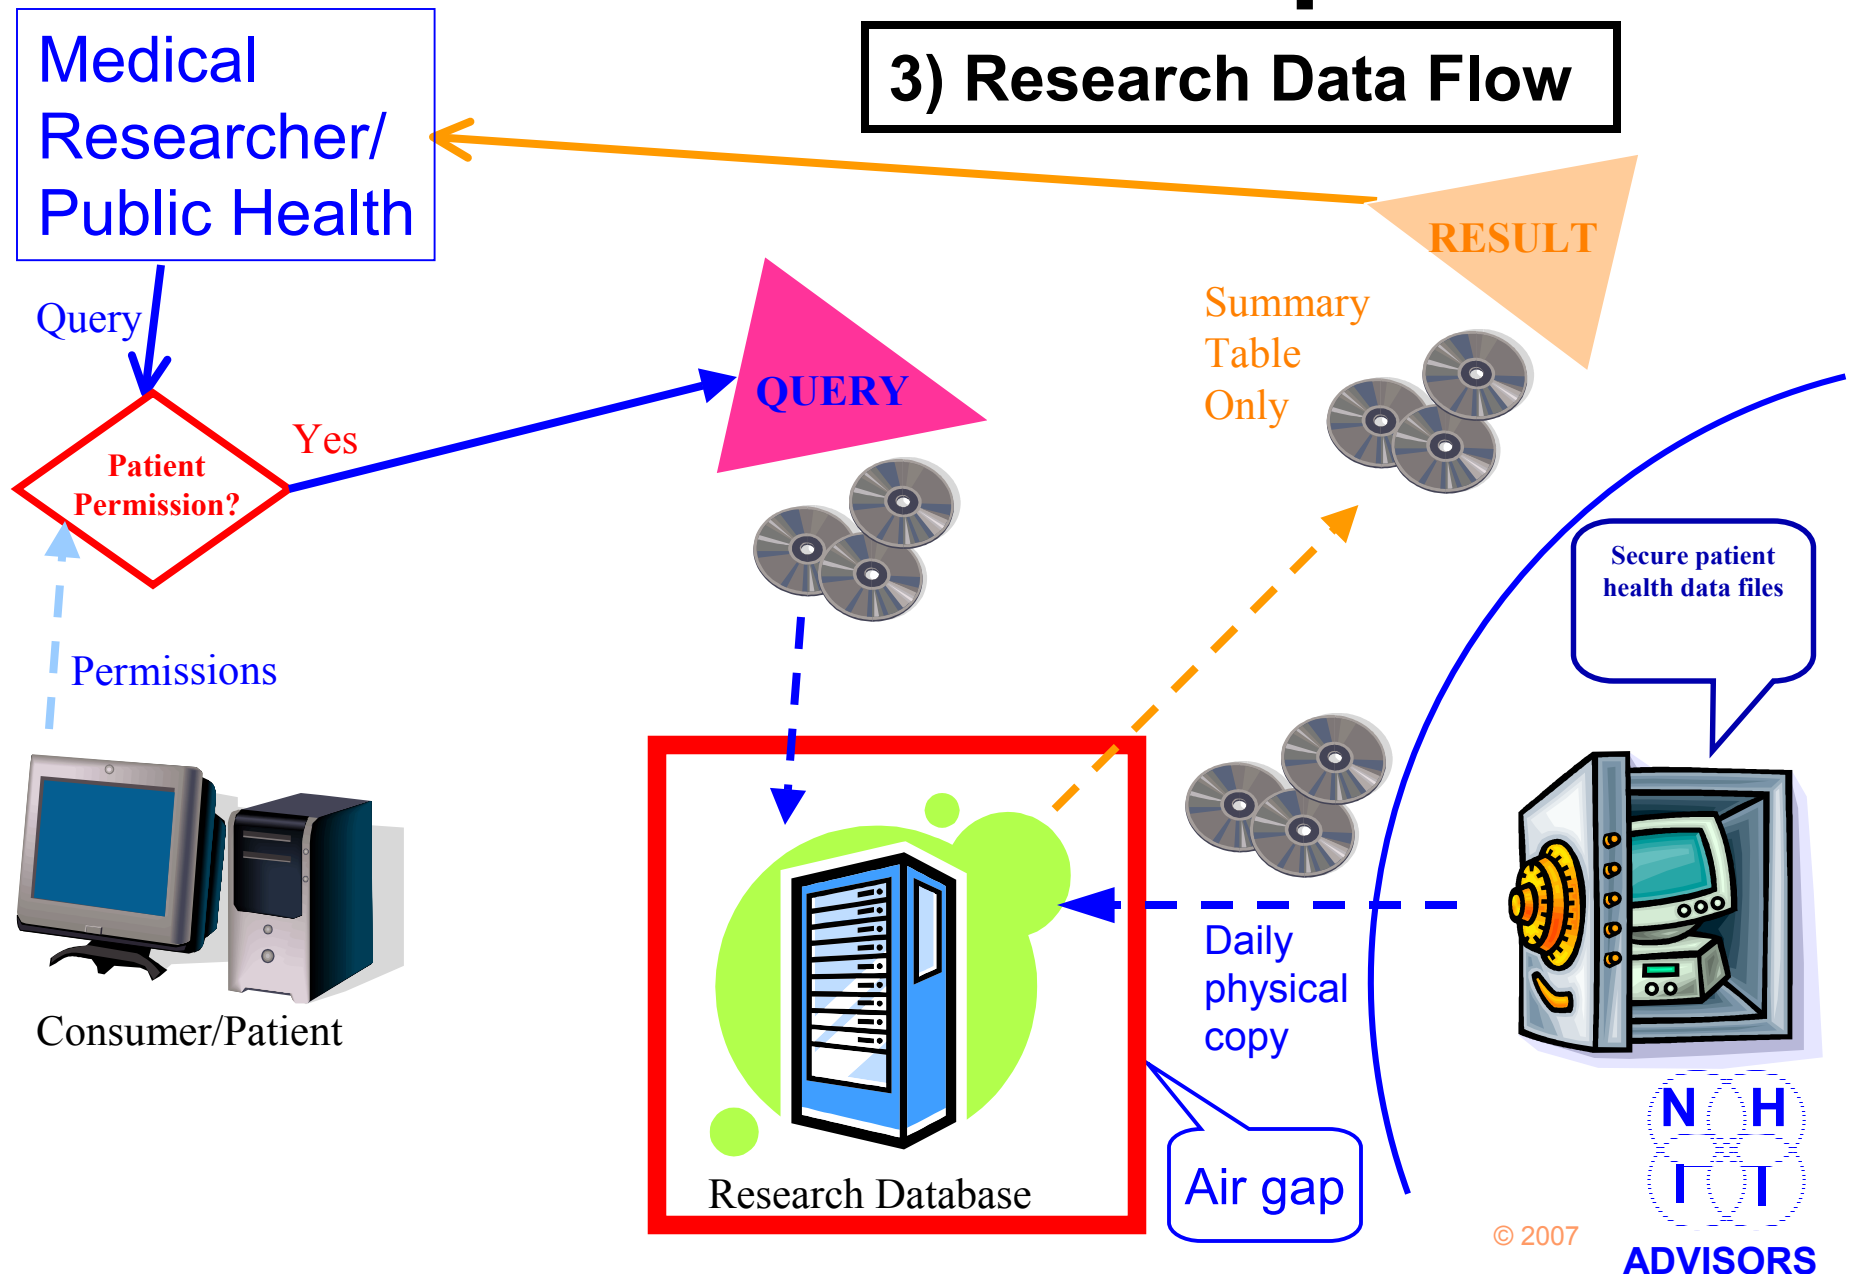 3) Research Data Flow
Medical
Researcher/
Public Health
RESULT
Query
Summary
Table
Only
QUERY
Yes
Patient
Permission?
Secure patient
health data files
Permissions
Daily
physical
copy
Consumer/Patient
Research Database
Air gap
N H
I T
ADVISORS
© 2007